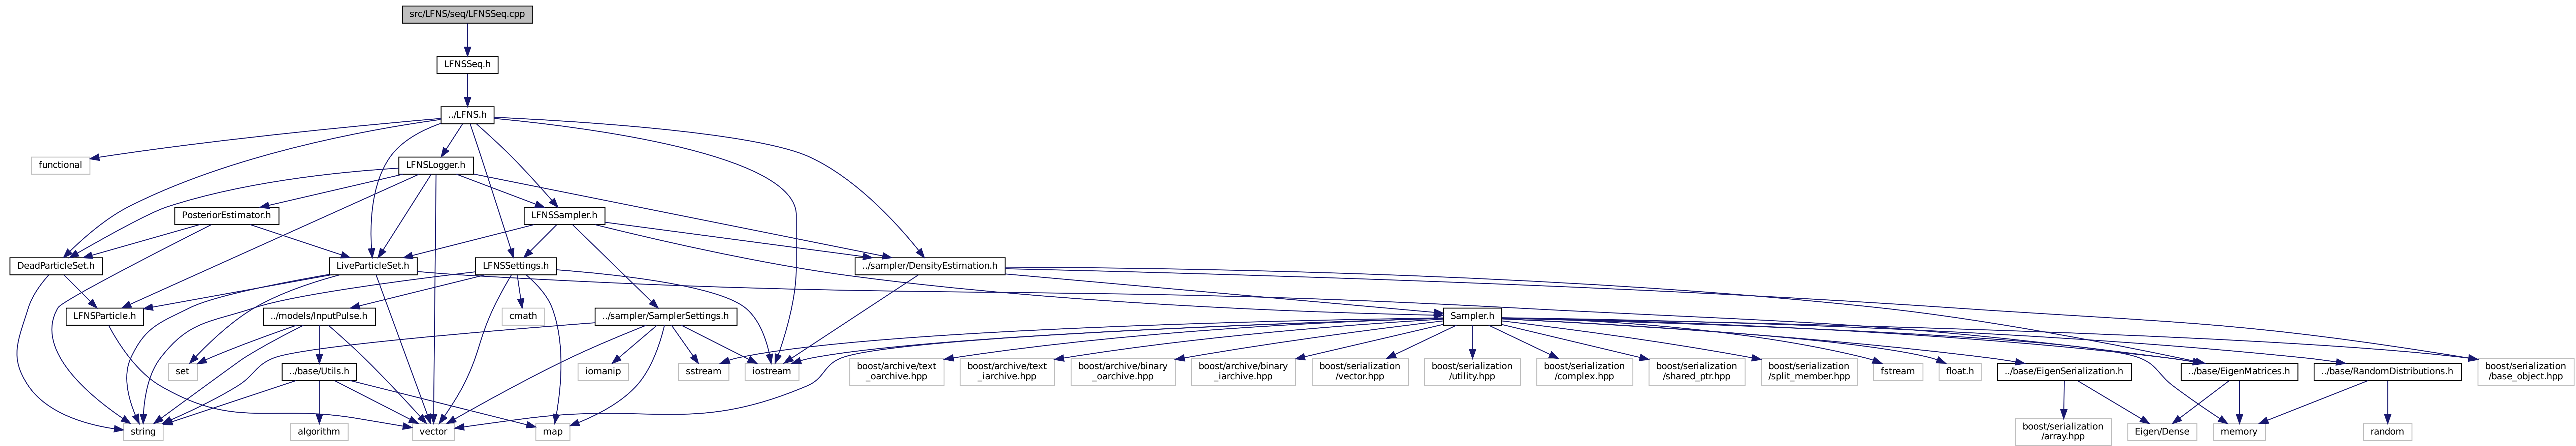 src/LFNS/seq/LFNSSeq.cpp
LFNSSeq.h
../LFNS.h
functional
LFNSLogger.h
PosteriorEstimator.h
LFNSSampler.h
DeadParticleSet.h
LiveParticleSet.h
LFNSSettings.h
../sampler/DensityEstimation.h
LFNSParticle.h
../models/InputPulse.h
cmath
../sampler/SamplerSettings.h
Sampler.h
set
../base/Utils.h
iomanip
sstream
iostream
boost/archive/text
_oarchive.hpp
boost/archive/text
_iarchive.hpp
boost/archive/binary
_oarchive.hpp
boost/archive/binary
_iarchive.hpp
boost/serialization
/vector.hpp
boost/serialization
/utility.hpp
boost/serialization
/complex.hpp
boost/serialization
/shared_ptr.hpp
boost/serialization
/split_member.hpp
fstream
float.h
../base/EigenSerialization.h
../base/EigenMatrices.h
../base/RandomDistributions.h
boost/serialization
/base_object.hpp
string
algorithm
vector
map
boost/serialization
/array.hpp
Eigen/Dense
memory
random